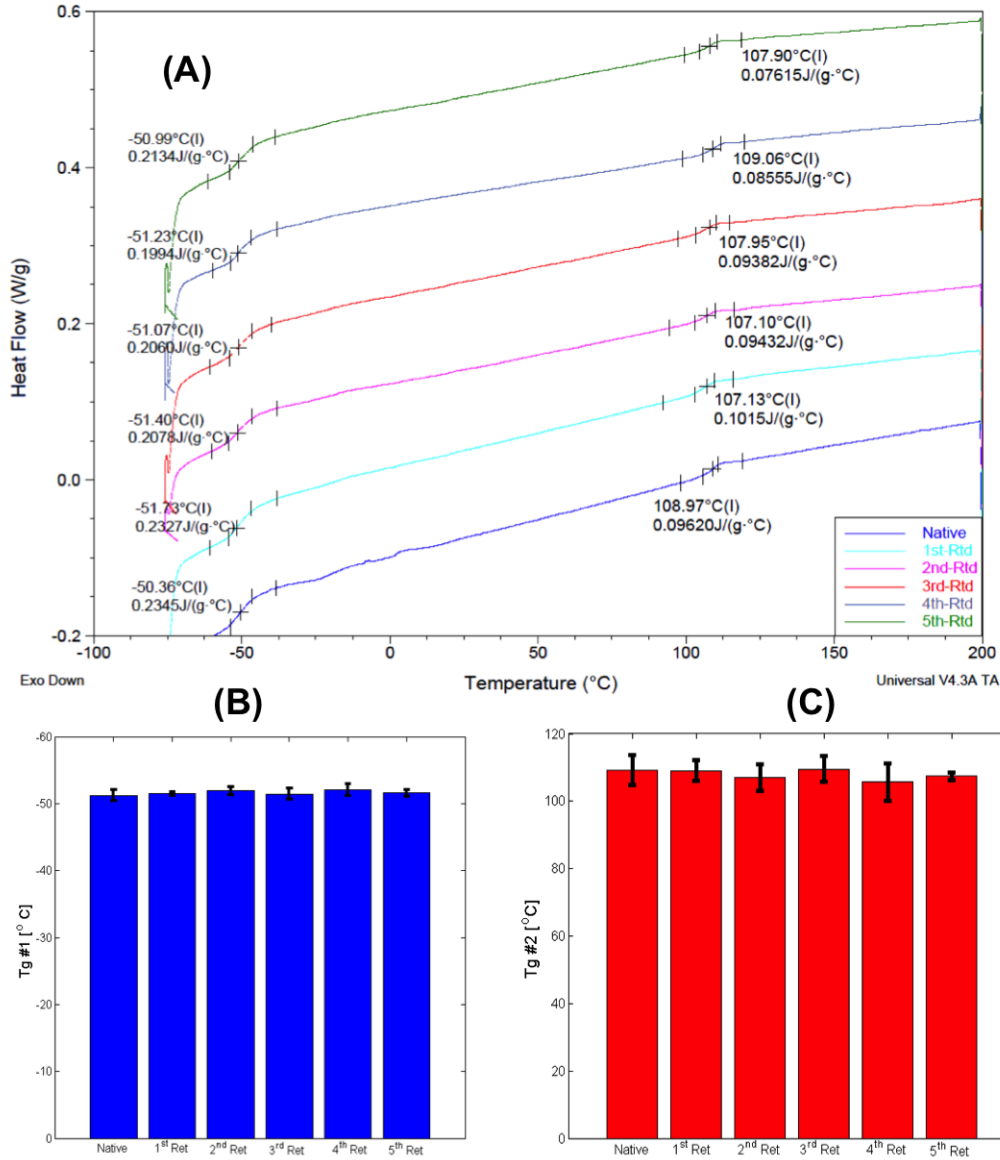 (A)
0.6
0.4
0.2
0.0
-0.2
Heat Flow (W/g)
107.90°C(I)
0.07615J/(g·°C)
-50.99°C(I)
0.2134J/(g·°C)
109.06°C(I)
0.08555J/(g·°C)
-51.23°C(I)
0.1994J/(g·°C)
107.95°C(I)
0.09382J/(g·°C)
-51.07°C(I)
0.2060J/(g·°C)
107.10°C(I)
0.09432J/(g·°C)
-51.40°C(I)
0.2078J/(g·°C)
107.13°C(I)
0.1015J/(g·°C)
-51.73°C(I)
0.2327J/(g·°C)
108.97°C(I)
0.09620J/(g·°C)
-50.36°C(I)
0.2345J/(g·°C)
Native
1st-Rtd
2nd-Rtd
3rd-Rtd
4th-Rtd
5th-Rtd
-100 -50 0 50 100 150 200
Exo Down
Temperature (°C)
Universal V4.3A TA
(B)
-60
-50
-40
-30
-20
-10
0
Tg #1 [°C]
Native 1st Ret 2nd Ret 3rd Ret 4th Ret 5th Ret
(C)
120
100
80
60
40
20
0
Tg #2 [°C]
Native 1st Ret 2nd Ret 3rd Ret 4th Ret 5th Ret